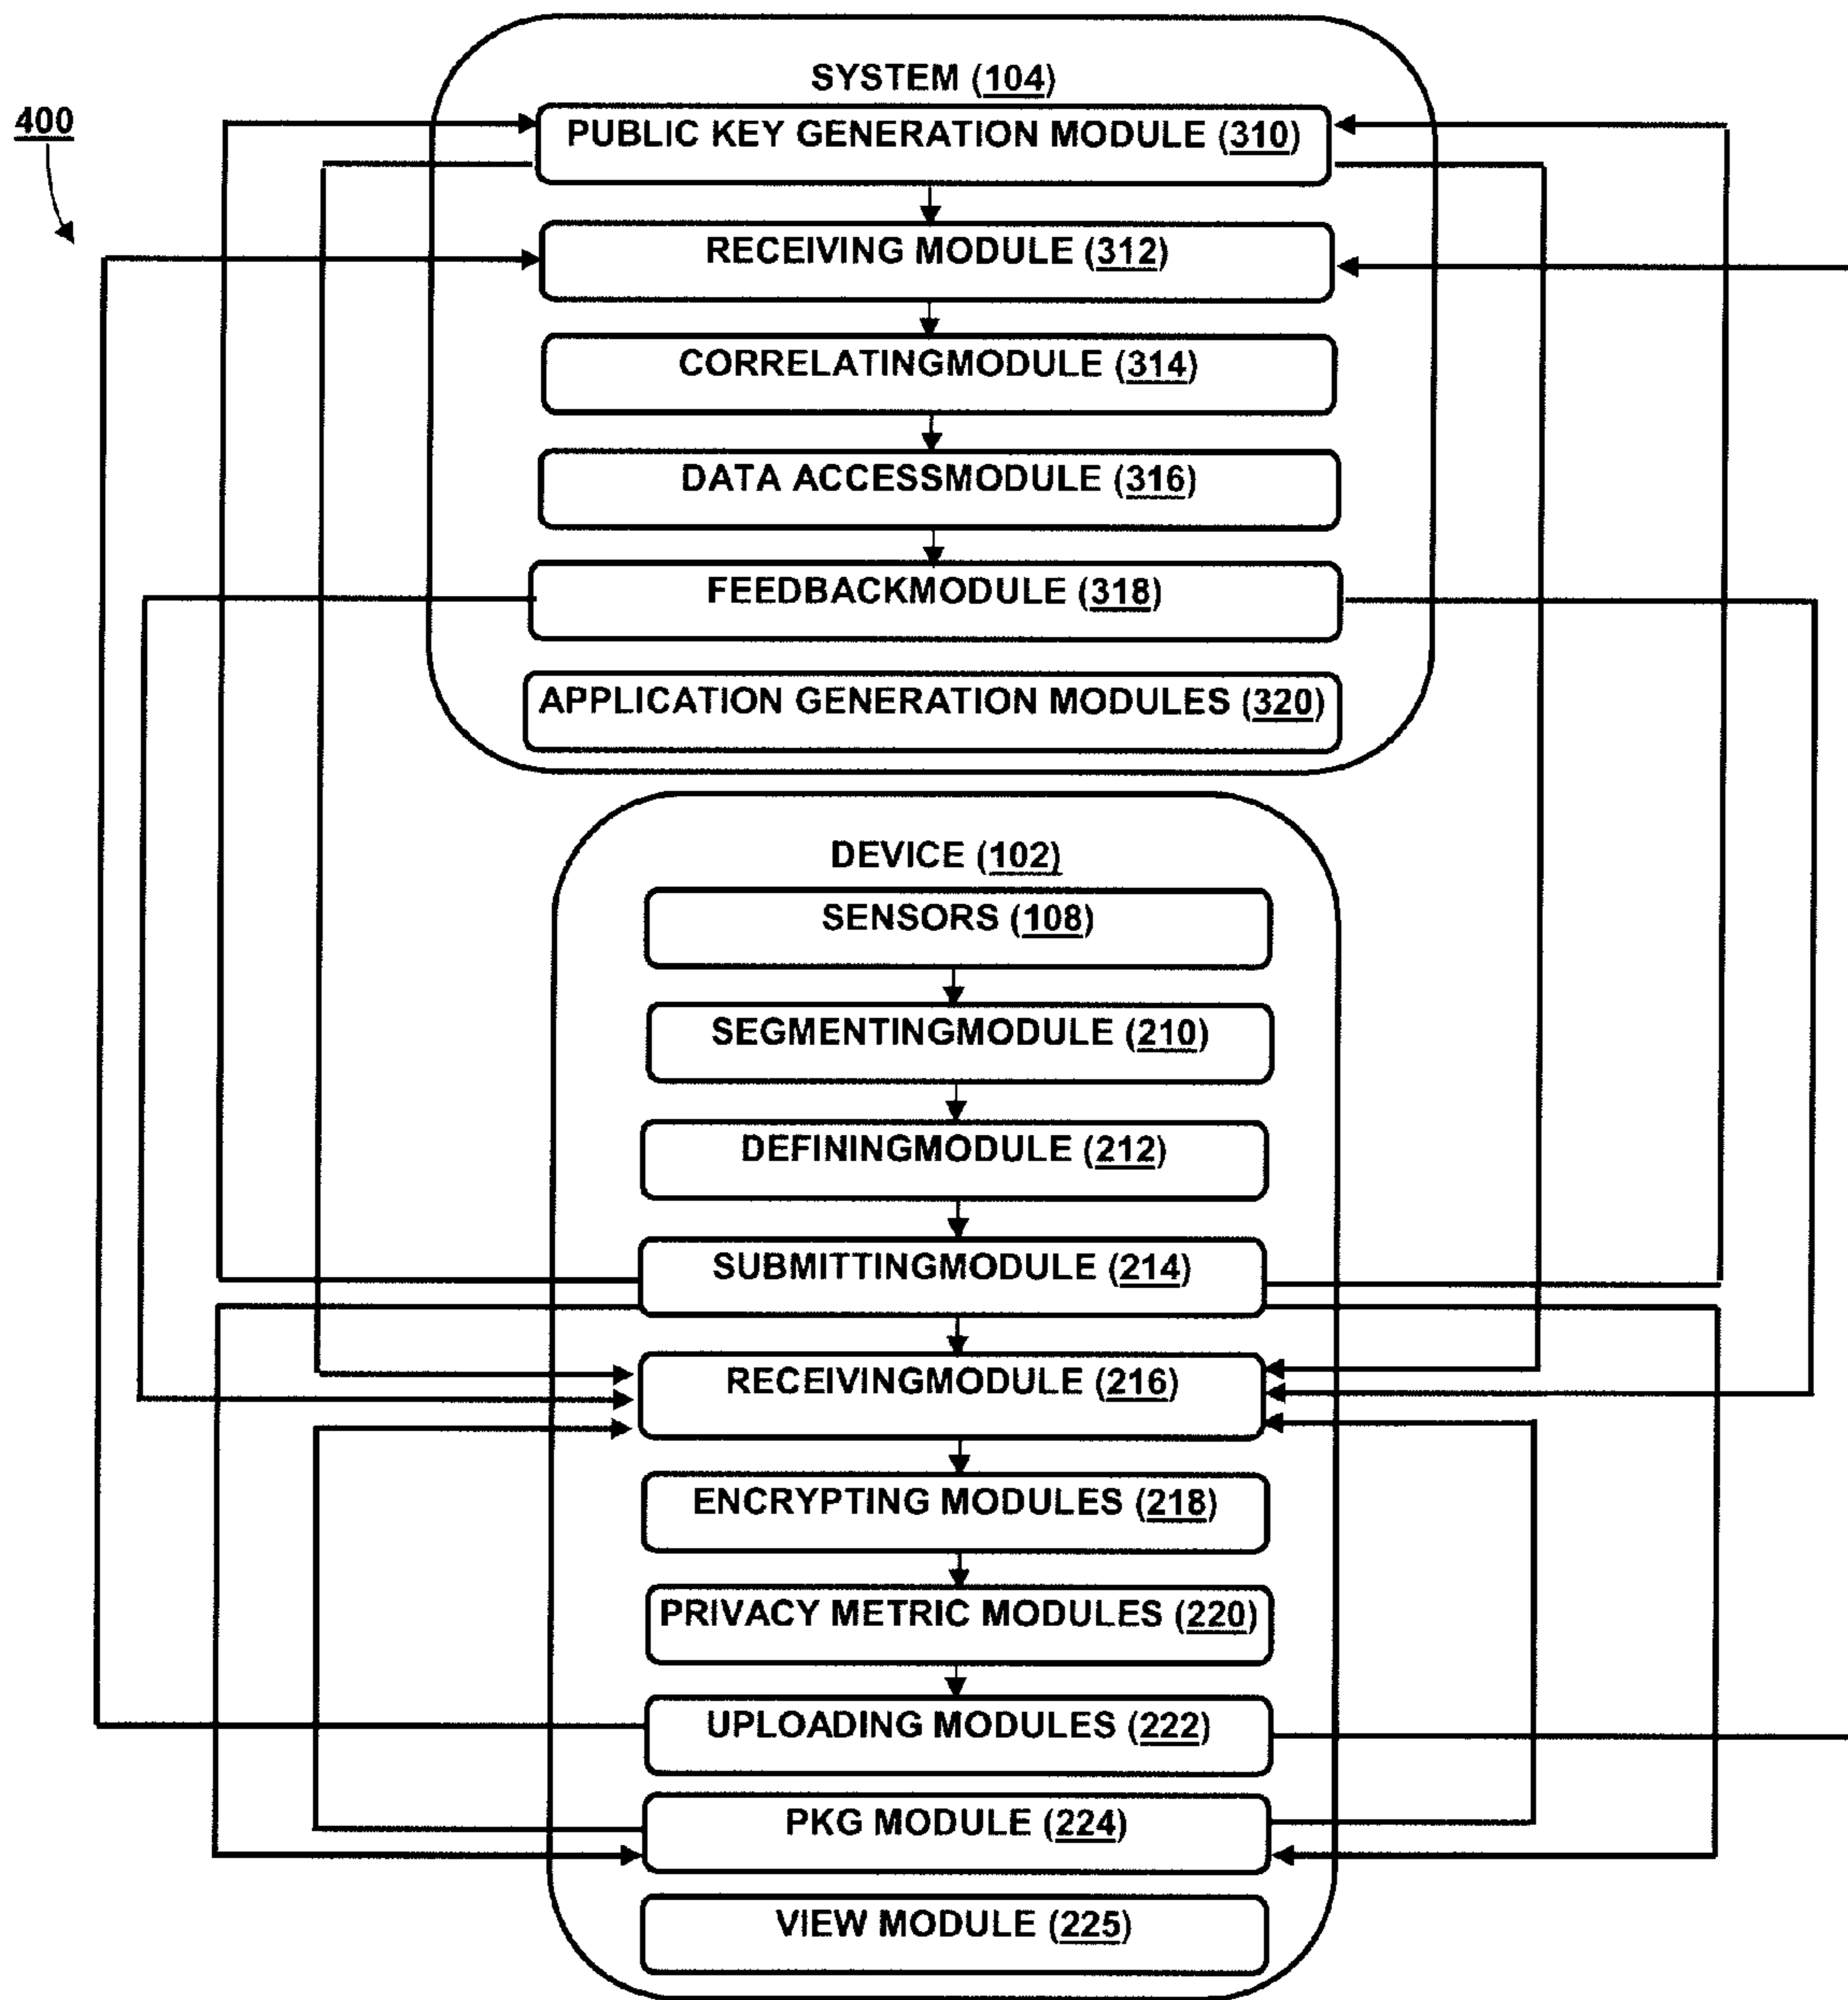 SYSTEM (104)
400
PUBLIC KEY GENERATION MODULE (310)
RECEIVING MODULE (312)
CORRELATINGMODULE (314)
DATA ACCESSMODULE (316)
FEEDBACKMODULE (318)
APPLICATION GENERATION MODULES (320)
DEVICE (102)
SENSORS (108)
SEGMENTINGMODULE (210)
DEFININGMODULE (212)
SUBMITTINGMODULE (214)
RECEIVINGMODULE (216)
ENCRYPTING MODULES (218)
PRIVACY METRIC MODULES (220)
UPLOADING MODULES (222)
PKG MODULE (224)
VIEW MODULE (225)